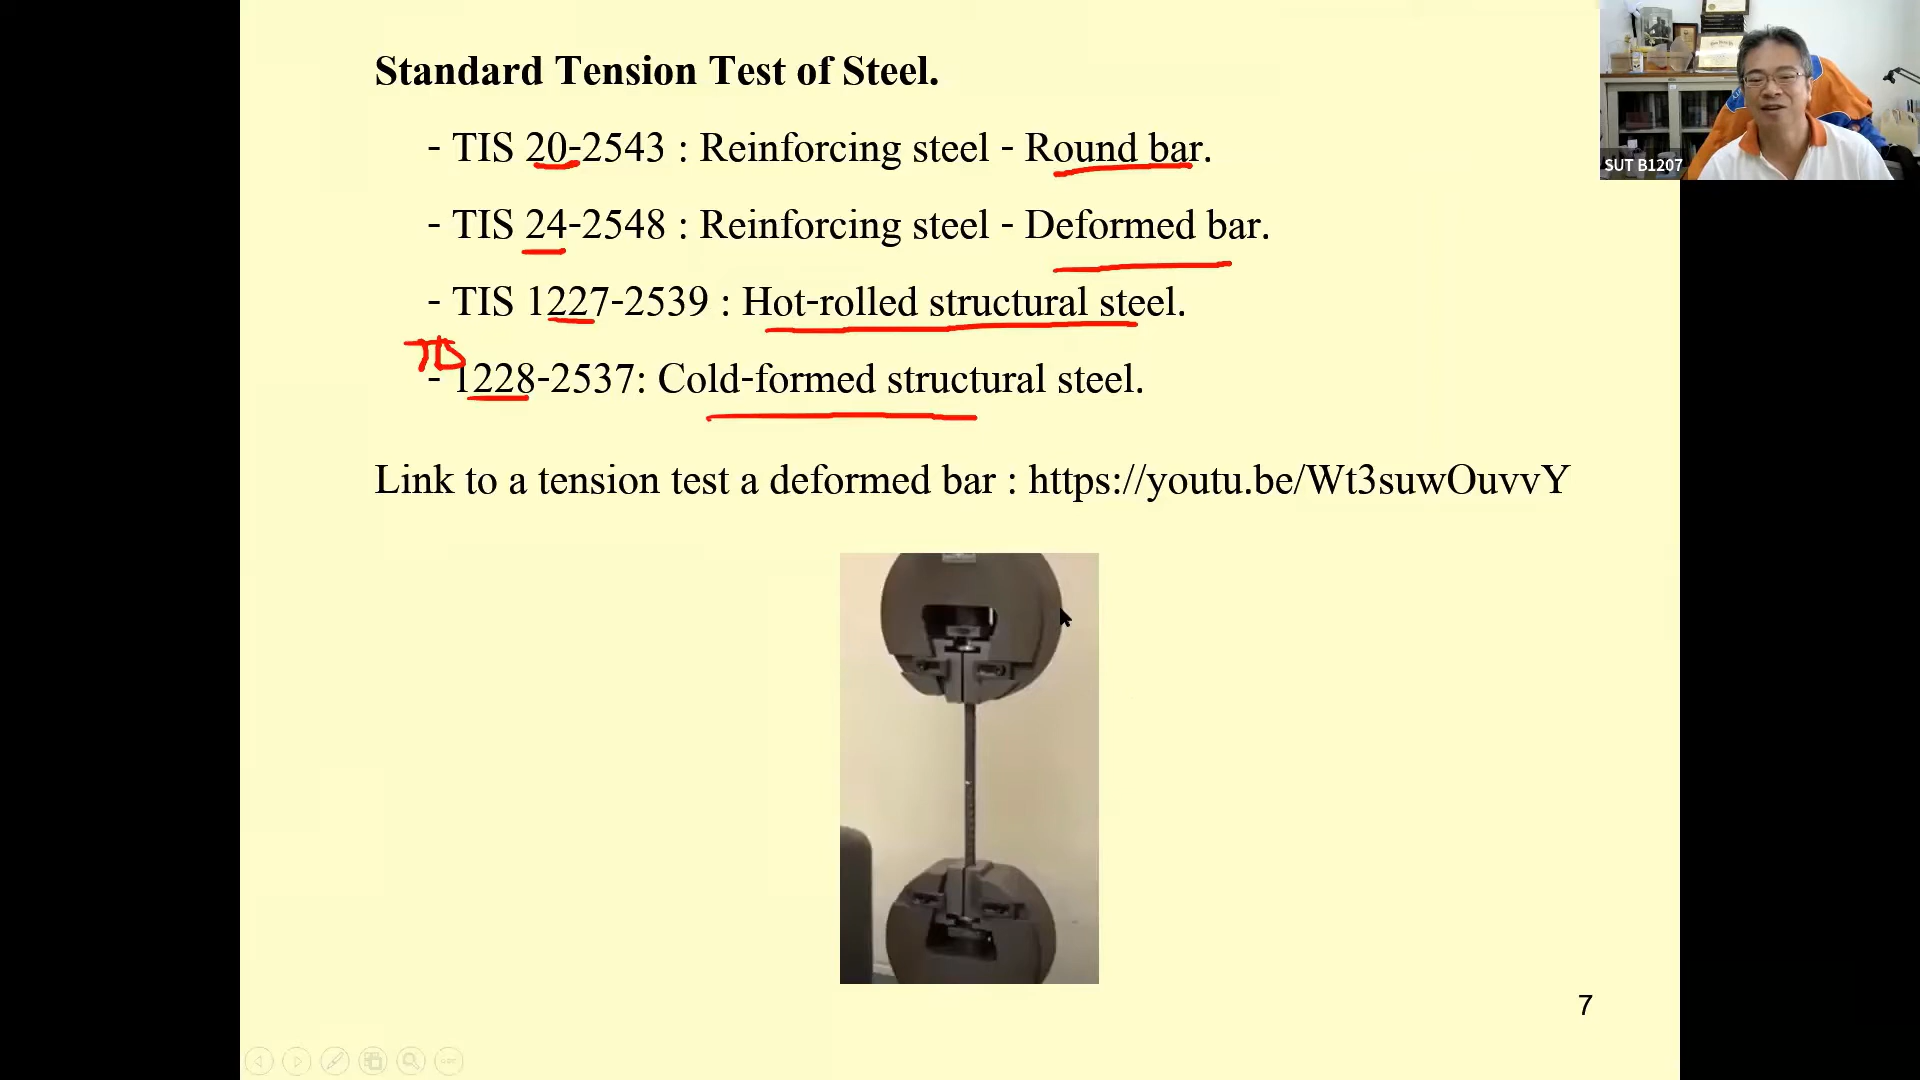 Standard Tension Test of Steel.
- TIS 20-2543 : Reinforcing steel - Round bar.
- TIS 24-2548 : Reinforcing steel - Deformed bar.
- TIS 1227-2539 : Hot-rolled structural steel.
- 1228-2537: Cold-formed structural steel.
Link to a tension test a deformed bar : https://youtu.be/Wt3suwOuvvY
SUT B1207
7